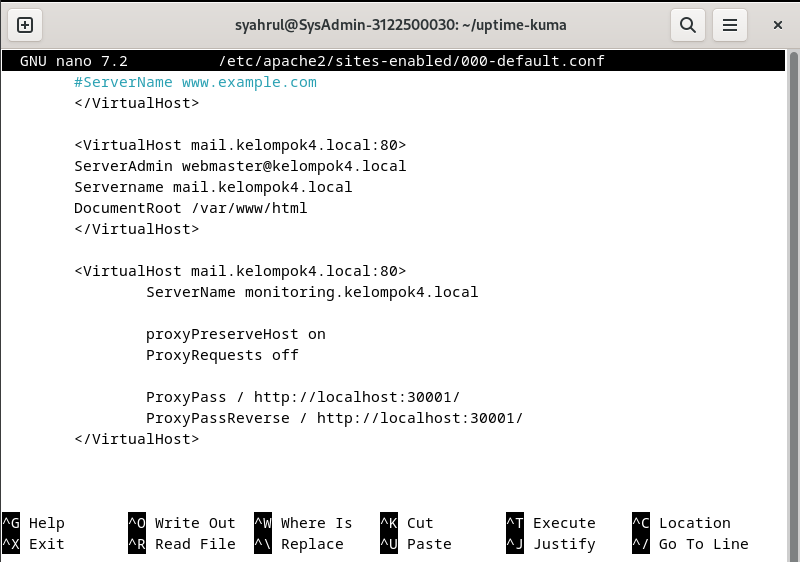 syahrul@SysAdmin-3122500030: ~/uptime-kuma
GNU nano 7.2 /etc/apache2/sites-enabled/000-default.conf
#ServerName www.example.com
</VirtualHost>
<VirtualHost mail.kelompok4.local:80>
ServerAdmin webmaster@kelompok4.local
Servername mail.kelompok4.local
DocumentRoot /var/www/html
</VirtualHost>
<VirtualHost mail.kelompok4.local:80>
ServerName monitoring.kelompok4.local
proxyPreserveHost on
ProxyRequests off
ProxyPass / http://localhost:30001/
ProxyPassReverse / http://localhost:30001/
</VirtualHost>
^G Help ^O Write Out ^W Where Is ^K Cut ^T Execute ^C Location
^X Exit ^R Read File ^\ Replace ^U Paste ^J Justify ^/ Go To Line